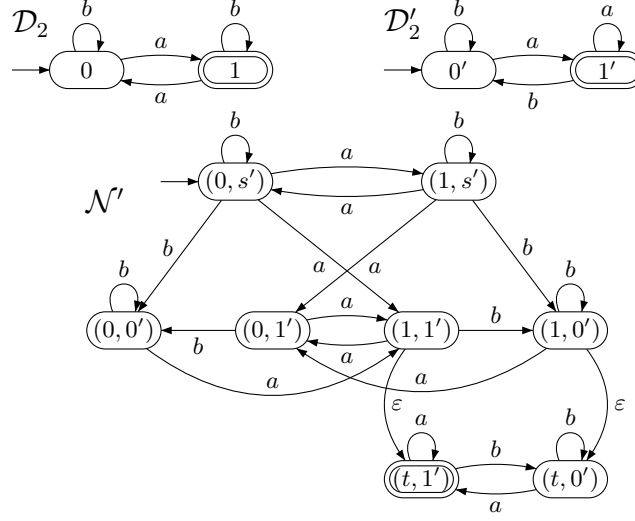 b b b a
𝒟₂ a 𝒟′₂ a
0 1 0′ 1′
a b
b b
a
(0, s′) (1, s′)
𝒩′ a
b a a b
b b
a
(0, 0′) (0, 1′) (1, 1′) (1, 0′)
b a b
a a
ε ε
a b
b
(t, 1′) (t, 0′)
a